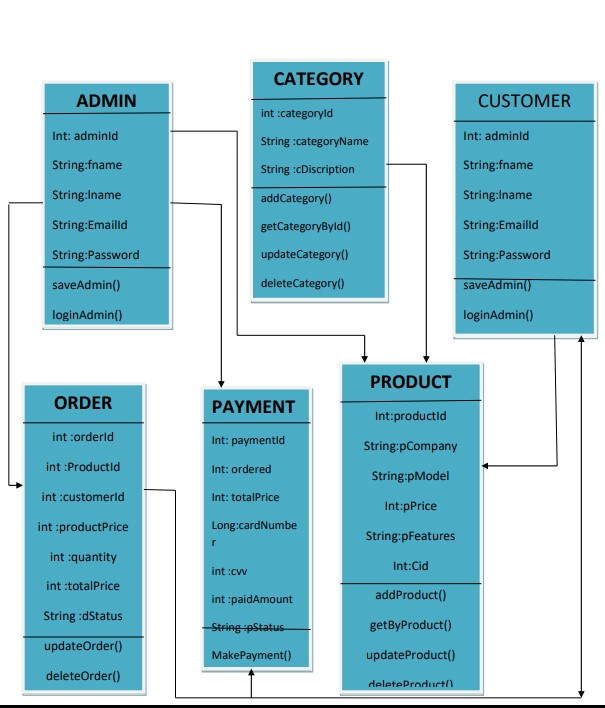 ADMIN
Int: adminId
String:fname
String:lname
String:EmailId
String:Password
saveAdmin()
loginAdmin()
CATEGORY
int :categoryId
String :categoryName
String :cDiscription
addCategory()
getCategoryById()
updateCategory()
deleteCategory()
CUSTOMER
Int: adminId
String:fname
String:lname
String:EmailId
String:Password
saveAdmin()
loginAdmin()
ORDER
int :orderId
int :ProductId
int :customerId
int :productPrice
int :quantity
int :totalPrice
String :dStatus
updateOrder()
deleteOrder()
PAYMENT
Int: paymentId
Int: ordered
Int: totalPrice
Long:cardNumbe
r
int :cvv
int :paidAmount
String :pStatus
MakePayment()
PRODUCT
Int:productId
String:pCompany
String:pModel
Int:pPrice
String:pFeatures
Int:Cid
addProduct()
getByProduct()
updateProduct()
deleteProduct()